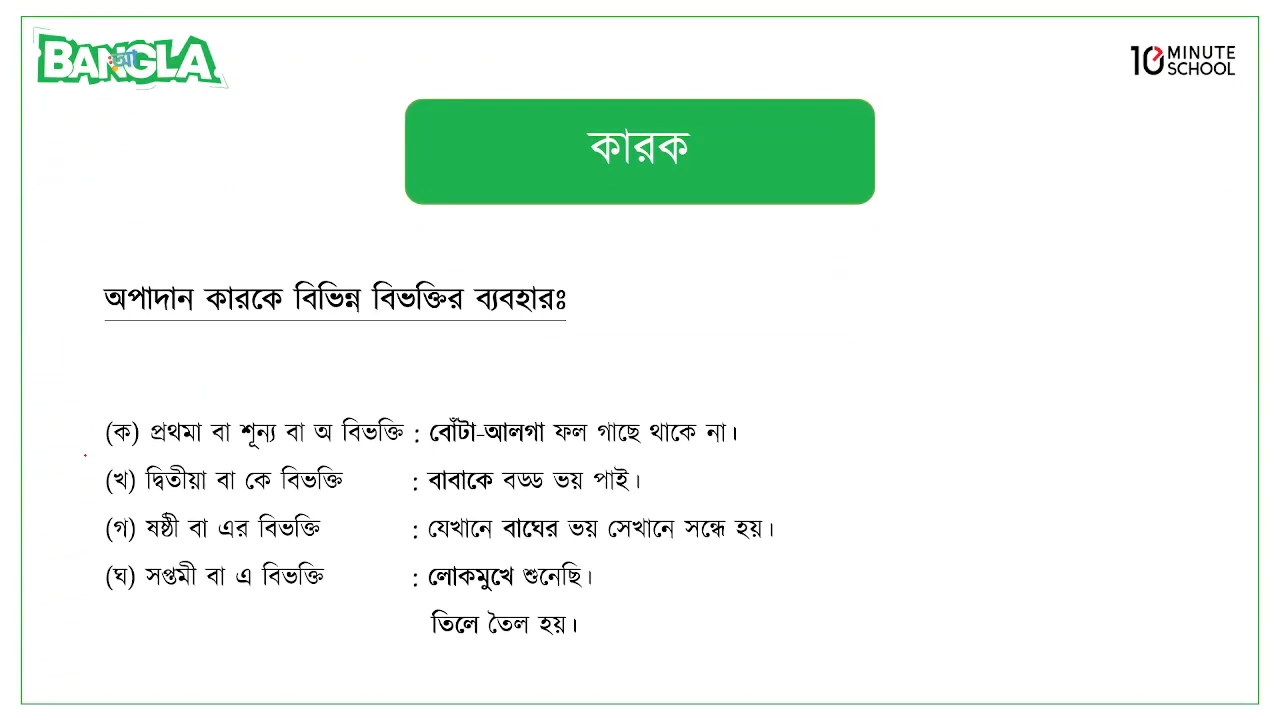 BANGLA
আ
10 MINUTE SCHOOL
কারক
অপাদান কারকে বিভিন্ন বিভক্তির ব্যবহারঃ
(ক) প্রথমা বা শূন্য বা অ বিভক্তি : বোঁটা-আলগা ফল গাছে থাকে না।
(খ) দ্বিতীয়া বা কে বিভক্তি : বাবাকে বড্ড ভয় পাই।
(গ) ষষ্ঠী বা এর বিভক্তি : যেখানে বাঘের ভয় সেখানে সন্ধে হয়।
(ঘ) সপ্তমী বা এ বিভক্তি : লোকমুখে শুনেছি।
তিলে তৈল হয়।